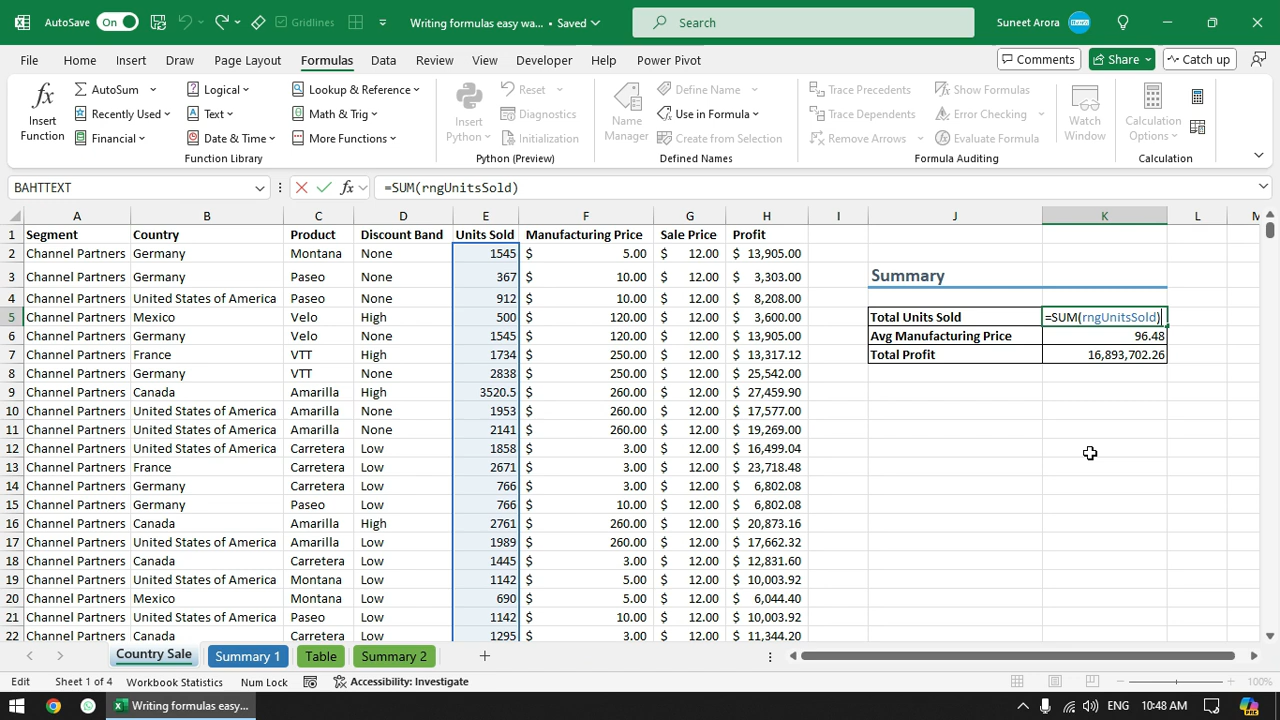 AutoSave On Gridlines Writing formulas easy wa... • Saved Search Suneet Arora
File Home Insert Draw Page Layout Formulas Data Review View Developer Help Power Pivot Comments Share Catch up
fx Insert Function
AutoSum Logical Lookup & Reference
Recently Used Text Math & Trig
Financial Date & Time More Functions
Function Library
Insert Python Reset Diagnostics Initialization
Python (Preview)
Name Manager Define Name Use in Formula Create from Selection
Defined Names
Trace Precedents Show Formulas
Trace Dependents Error Checking
Remove Arrows Evaluate Formula
Formula Auditing
Watch Window
Calculation Options
Calculation
BAHTTEXT fx =SUM(rngUnitsSold)
A B C D E F G H I J K L M
1 Segment Country Product Discount Band Units Sold Manufacturing Price Sale Price Profit
2 Channel Partners Germany Montana None 1545 $ 5.00 $ 12.00 $ 13,905.00
3 Channel Partners Germany Paseo None 367 $ 10.00 $ 12.00 $ 3,303.00 Summary
4 Channel Partners United States of America Paseo None 912 $ 10.00 $ 12.00 $ 8,208.00
5 Channel Partners Mexico Velo High 500 $ 120.00 $ 12.00 $ 3,600.00 Total Units Sold =SUM(rngUnitsSold)
6 Channel Partners Germany Velo Low 1545 $ 120.00 $ 12.00 $ 13,905.00 Avg Manufacturing Price 96.48
7 Channel Partners France VTT High 1734 $ 250.00 $ 12.00 $ 13,317.12 Total Profit 16,893,702.26
8 Channel Partners Germany VTT None 2838 $ 250.00 $ 12.00 $ 25,542.00
9 Channel Partners Canada Amarilla High 3520.5 $ 260.00 $ 12.00 $ 27,459.90
10 Channel Partners United States of America Amarilla None 1953 $ 260.00 $ 12.00 $ 17,577.00
11 Channel Partners United States of America Amarilla None 2141 $ 260.00 $ 12.00 $ 19,269.00
12 Channel Partners United States of America Carretera Low 1858 $ 3.00 $ 12.00 $ 16,499.04
13 Channel Partners France Carretera Low 2671 $ 3.00 $ 12.00 $ 23,718.48
14 Channel Partners Germany Carretera Low 766 $ 3.00 $ 12.00 $ 6,802.08
15 Channel Partners Germany Paseo Low 766 $ 10.00 $ 12.00 $ 6,802.08
16 Channel Partners Canada Amarilla High 2761 $ 260.00 $ 12.00 $ 20,873.16
17 Channel Partners United States of America Amarilla Low 1989 $ 260.00 $ 12.00 $ 17,662.32
18 Channel Partners Canada Carretera Low 1445 $ 3.00 $ 12.00 $ 12,831.60
19 Channel Partners United States of America Montana Low 1142 $ 5.00 $ 12.00 $ 10,003.92
20 Channel Partners Mexico Montana Low 690 $ 5.00 $ 12.00 $ 6,044.40
21 Channel Partners United States of America Paseo Low 1142 $ 10.00 $ 12.00 $ 10,003.92
22 Channel Partners Canada Carretera Low 1295 $ 3.00 $ 12.00 $ 11,344.20
Country Sale Summary 1 Table Summary 2
Edit Sheet 1 of 4 Workbook Statistics Num Lock Accessibility: Investigate 100%
Writing formulas easy... ENG 10:48 AM